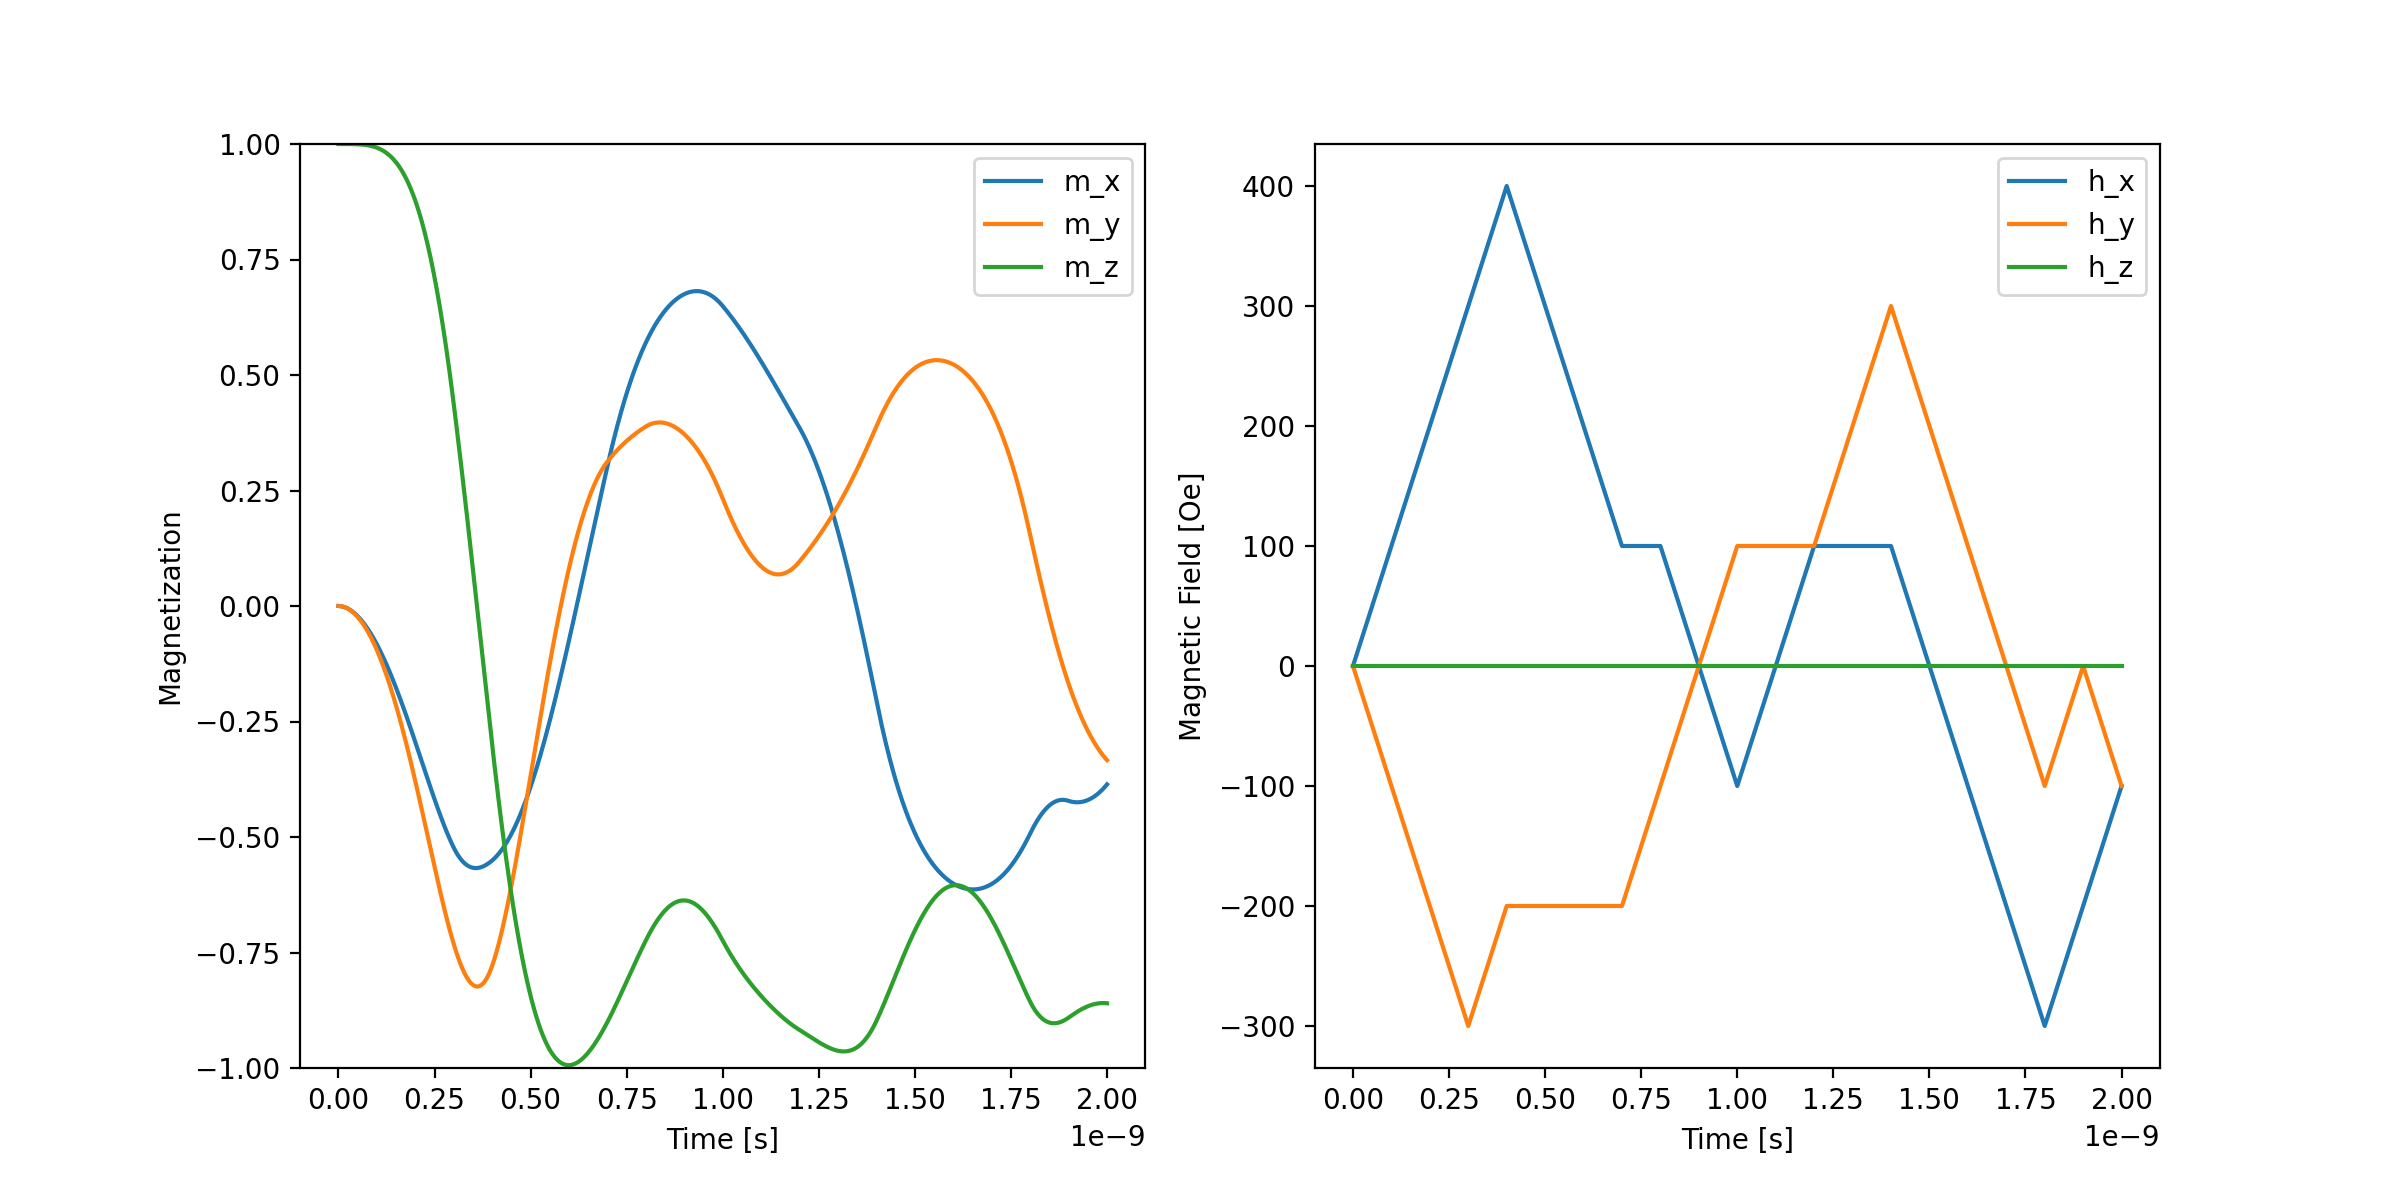 Magnetization
1.00
0.75
0.50
0.25
0.00
−0.25
−0.50
−0.75
−1.00
0.00 0.25 0.50 0.75 1.00 1.25 1.50 1.75 2.00
Time [s]
1e−9
m_x
m_y
m_z
Magnetic Field [Oe]
400
300
200
100
0
−100
−200
−300
0.00 0.25 0.50 0.75 1.00 1.25 1.50 1.75 2.00
Time [s]
1e−9
h_x
h_y
h_z